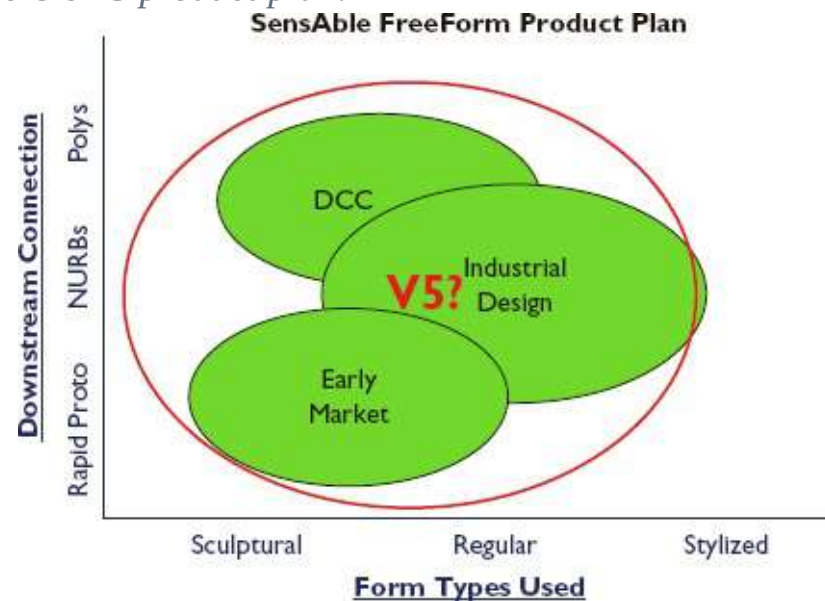 SensAble FreeForm Product Plan
Downstream Connection
Polys
NURBs
Rapid Proto
DCC
V5?
Industrial
Design
Early
Market
Sculptural
Regular
Stylized
Form Types Used